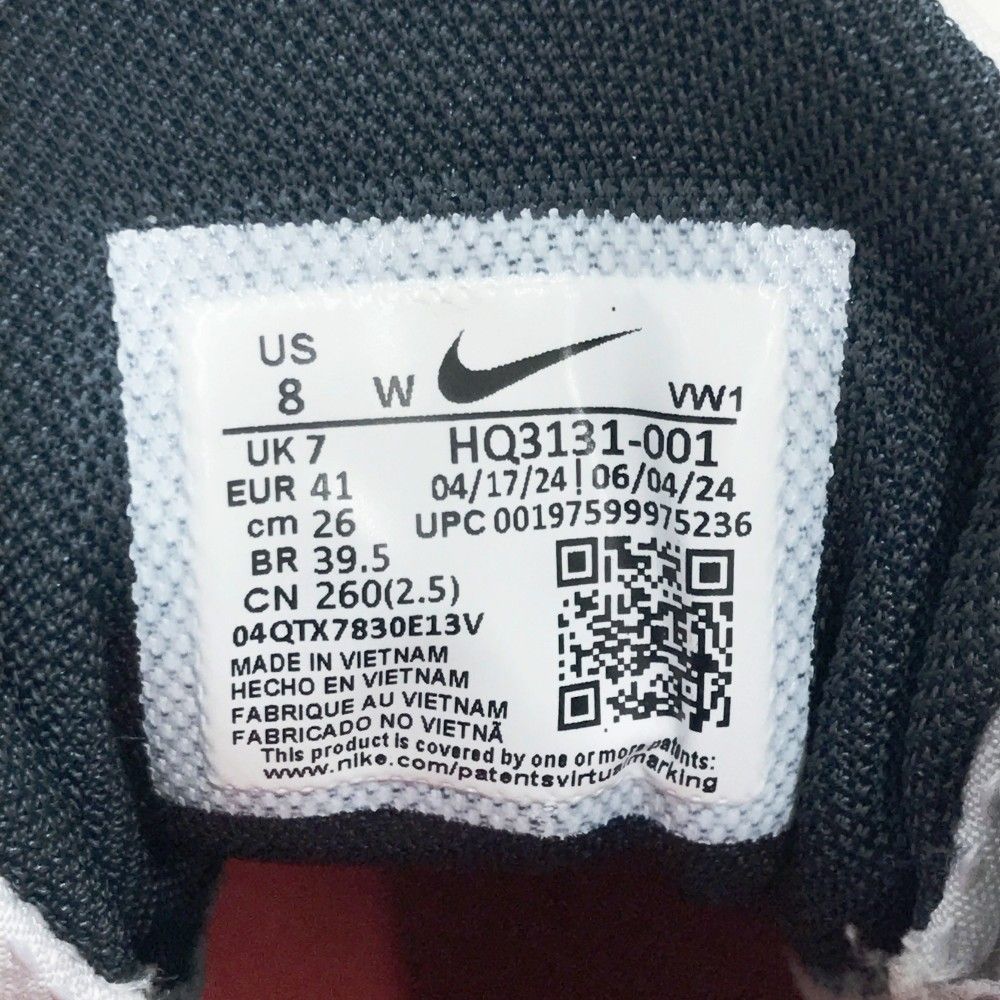 US
8 W VW1
UK 7 HQ3131-001
EUR 41 04/17/24 | 06/04/24
cm 26 UPC 00197599975236
BR 39.5
CN 260(2.5)
04QTX7830E13V
MADE IN VIETNAM
HECHO EN VIETNAM
FABRIQUE AU VIETNAM
FABRICADO NO VIETNÃ
This product is covered by one or more patents:
www.nike.com/patentsvirtualmarking